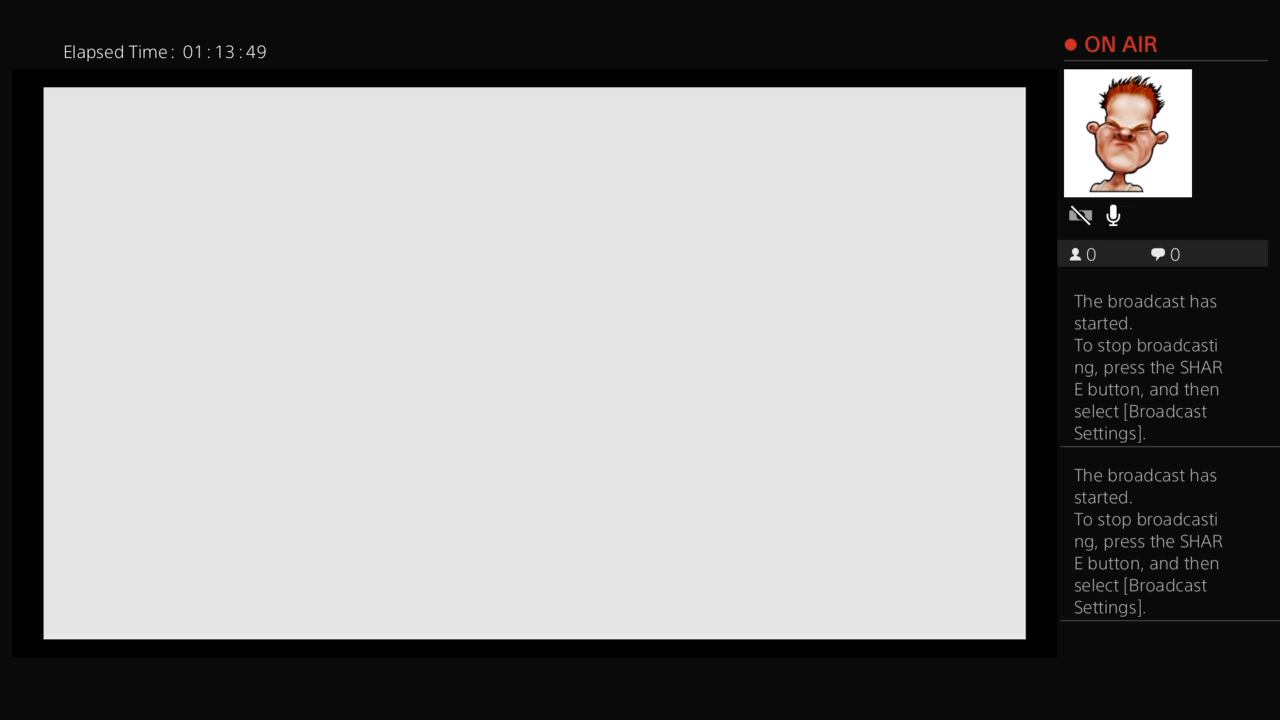 Elapsed Time: 01:13:49
ON AIR
0 0
The broadcast has
started.
To stop broadcasti
ng, press the SHAR
E button, and then
select [Broadcast
Settings].
The broadcast has
started.
To stop broadcasti
ng, press the SHAR
E button, and then
select [Broadcast
Settings].